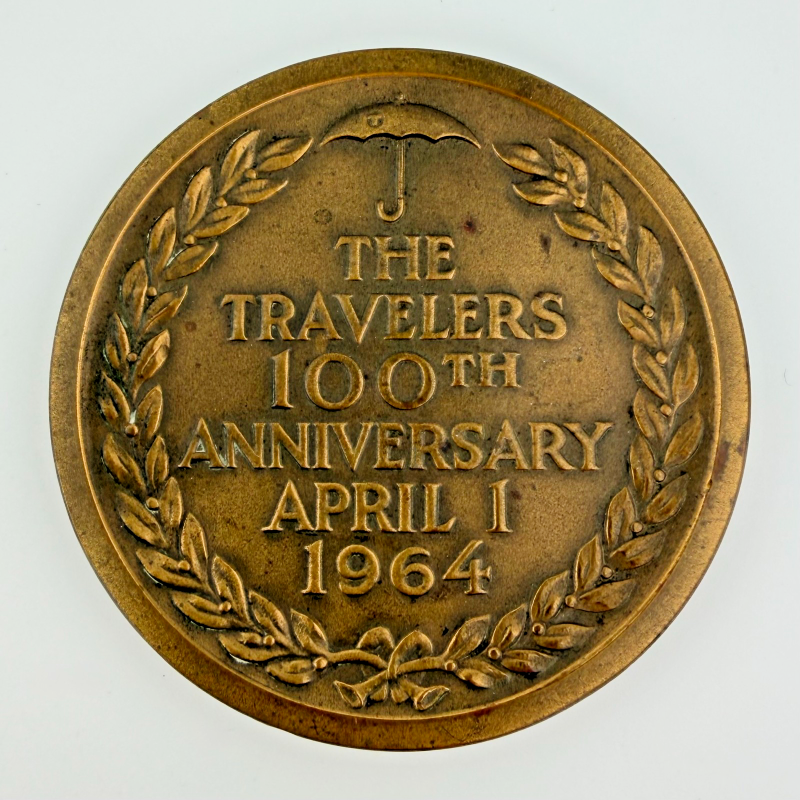 THE
TRAVELERS
100TH
ANNIVERSARY
APRIL 1
1964